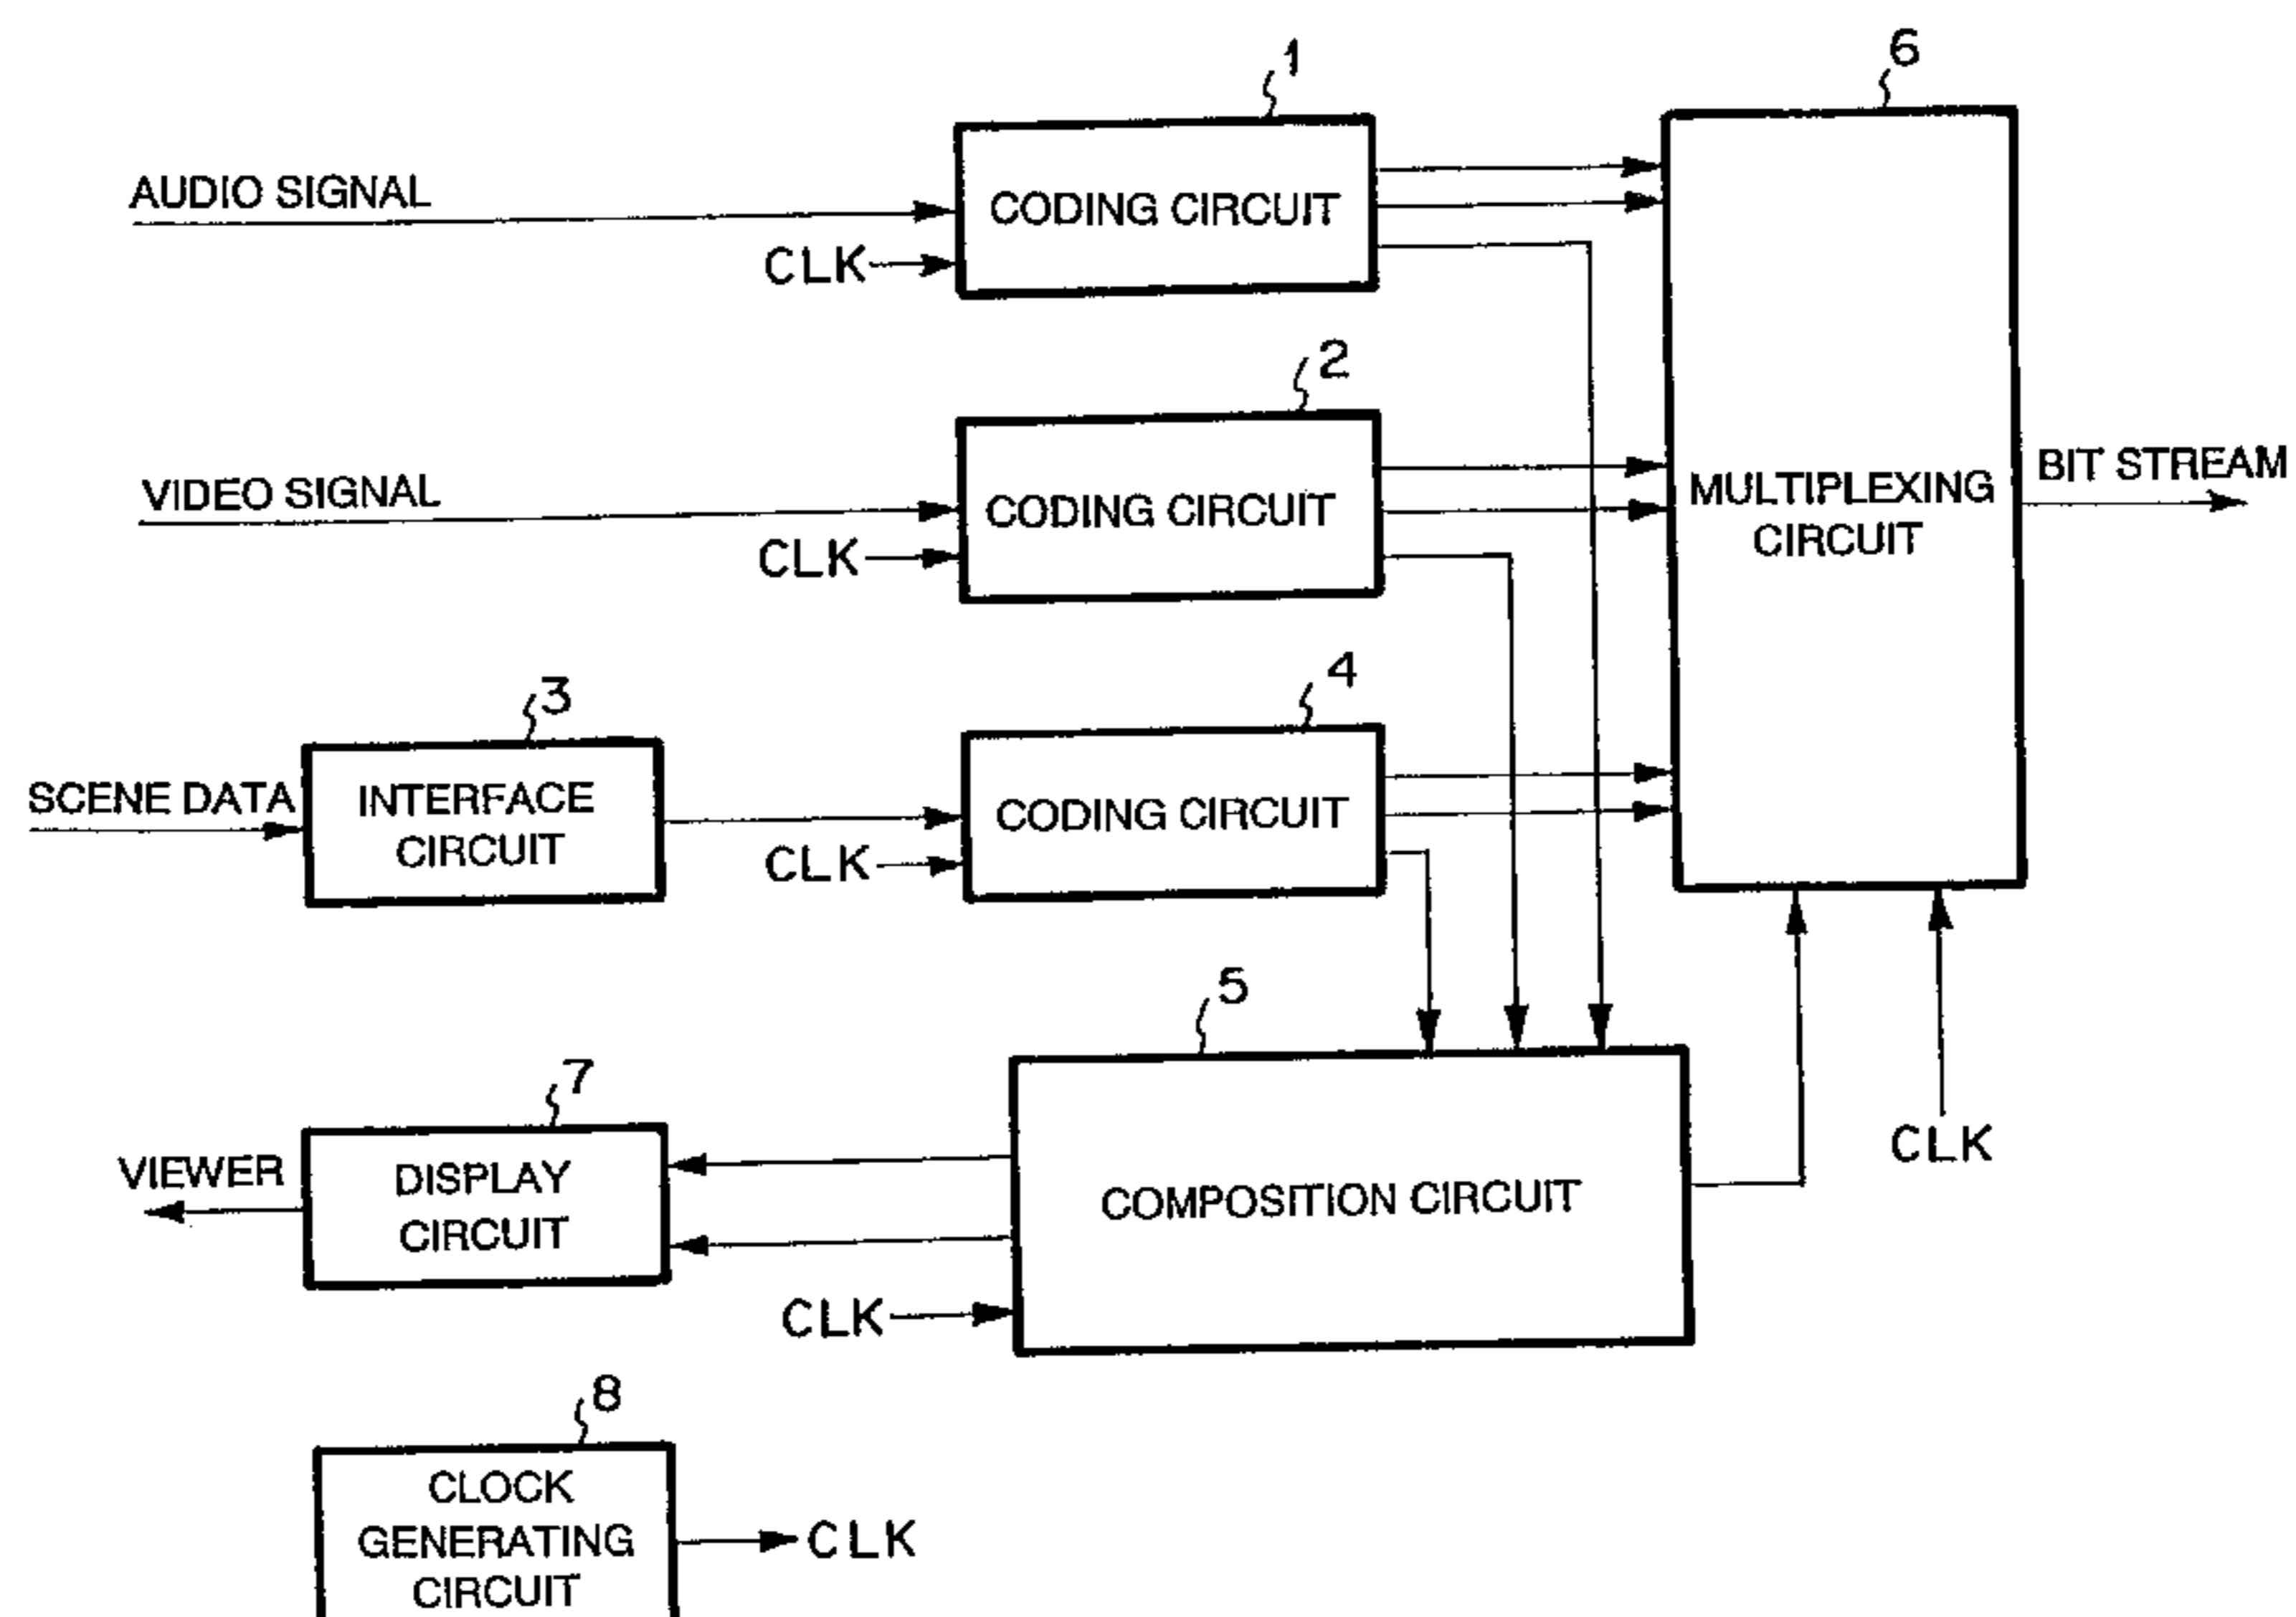 1
6
AUDIO SIGNAL
CODING CIRCUIT
CLK
2
VIDEO SIGNAL
CODING CIRCUIT
CLK
MULTIPLEXING
CIRCUIT
BIT STREAM
3
4
SCENE DATA
INTERFACE
CIRCUIT
CODING CIRCUIT
CLK
5
7
VIEWER
DISPLAY
CIRCUIT
COMPOSITION CIRCUIT
CLK
CLK
8
CLOCK
GENERATING
CIRCUIT
CLK